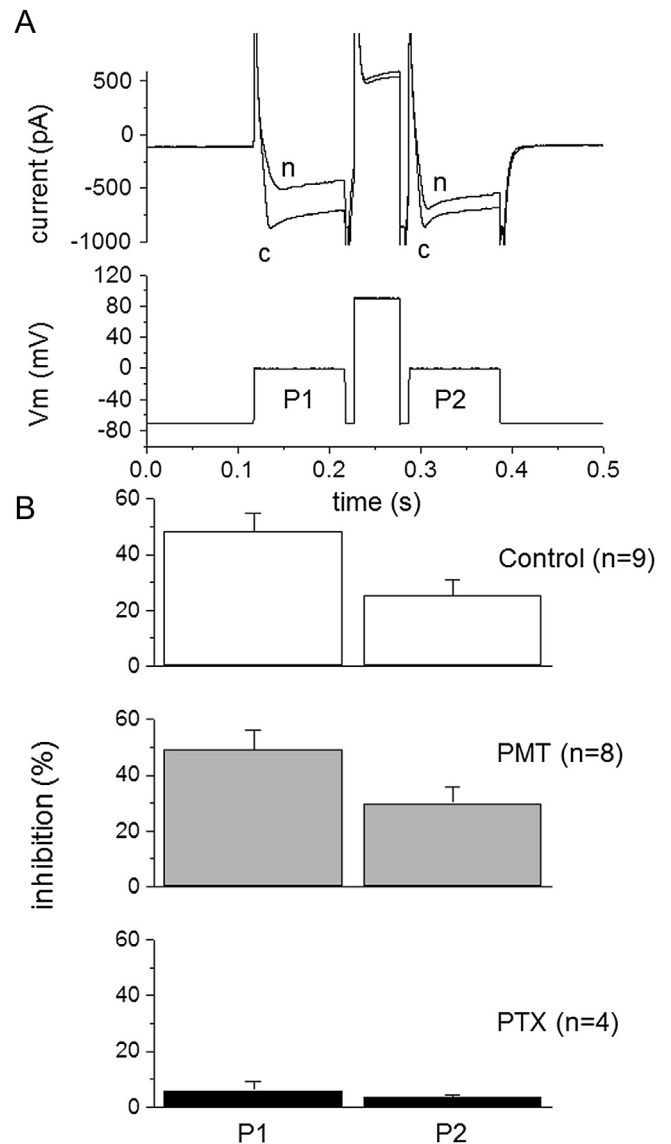 A
500
0
-500
-1000
current (pA)
n
c
n
c
120
80
40
0
-40
-80
Vm (mV)
P1
P2
0.0 0.1 0.2 0.3 0.4 0.5
time (s)
B
60
40
20
0
Control (n=9)
60
40
20
0
PMT (n=8)
inhibition (%)
60
40
20
0
PTX (n=4)
P1 P2